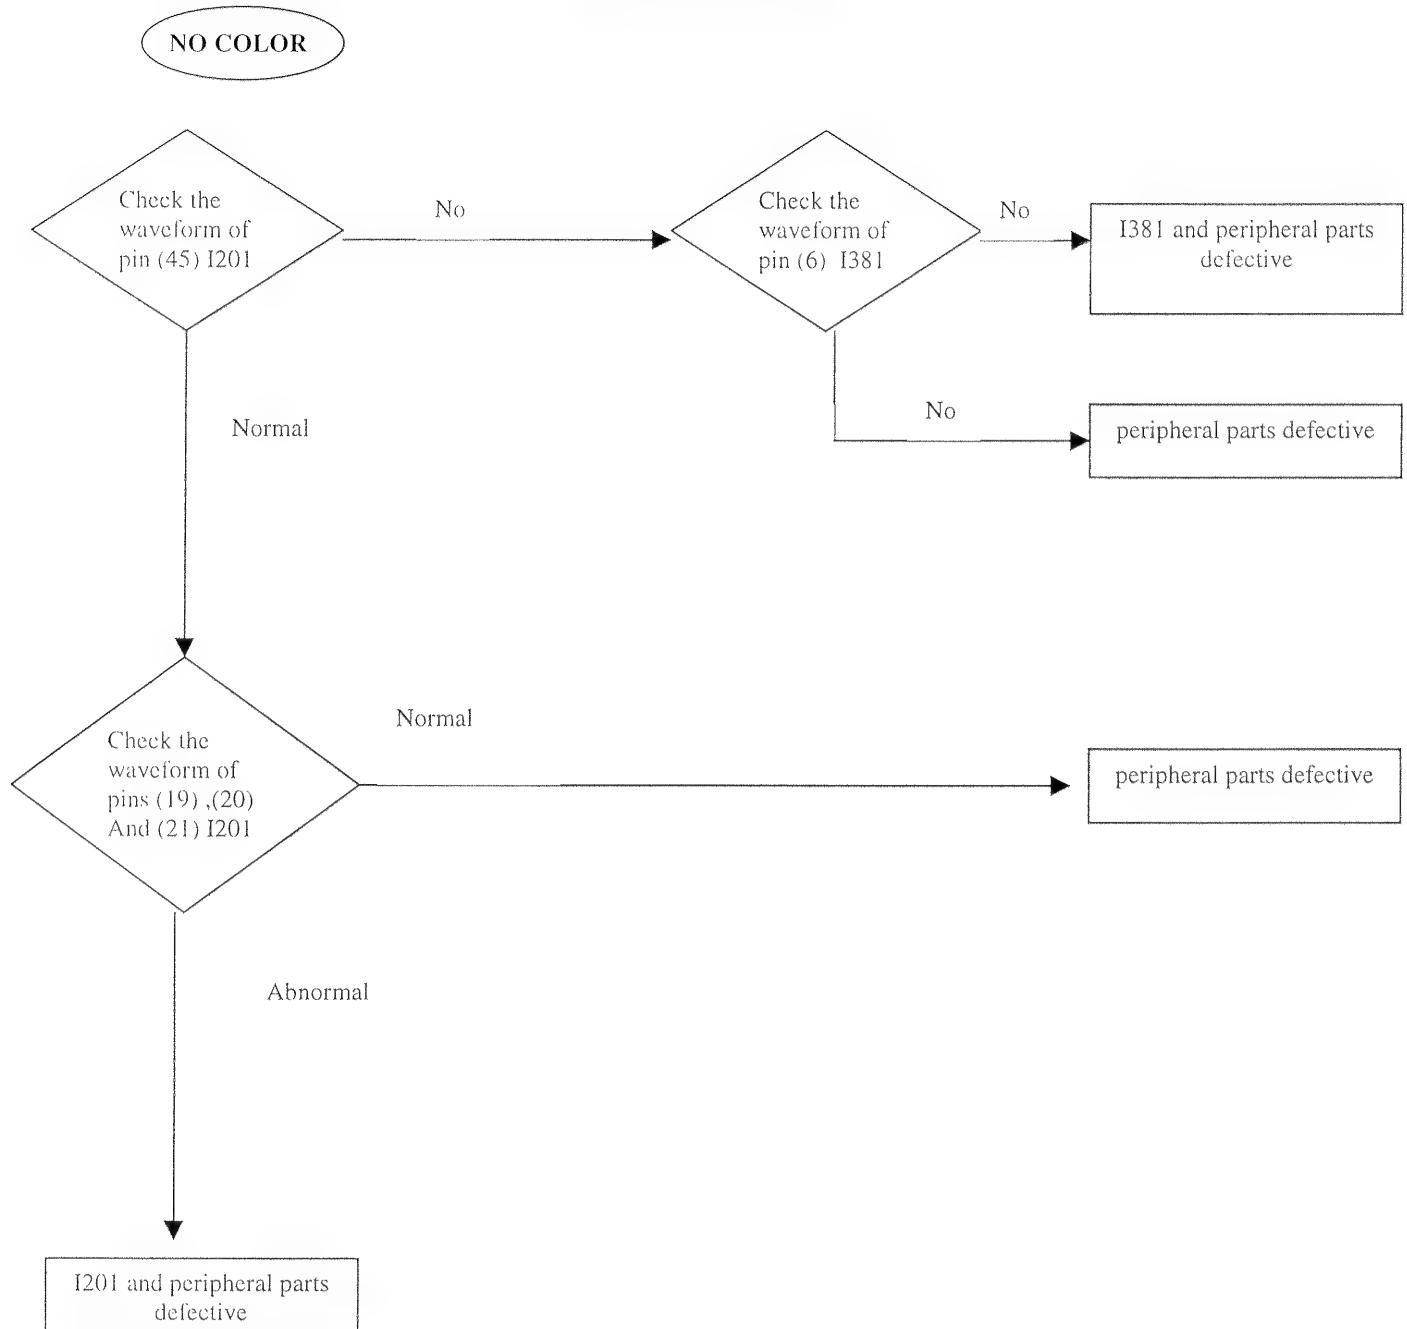 NO COLOR
Check the
waveform of
pin (45) I201
No
Check the
waveform of
pin (6) I381
No
I381 and peripheral parts
defective
No
peripheral parts defective
Normal
Check the
waveform of
pins (19) ,(20)
And (21) I201
Normal
peripheral parts defective
Abnormal
I201 and peripheral parts
defective